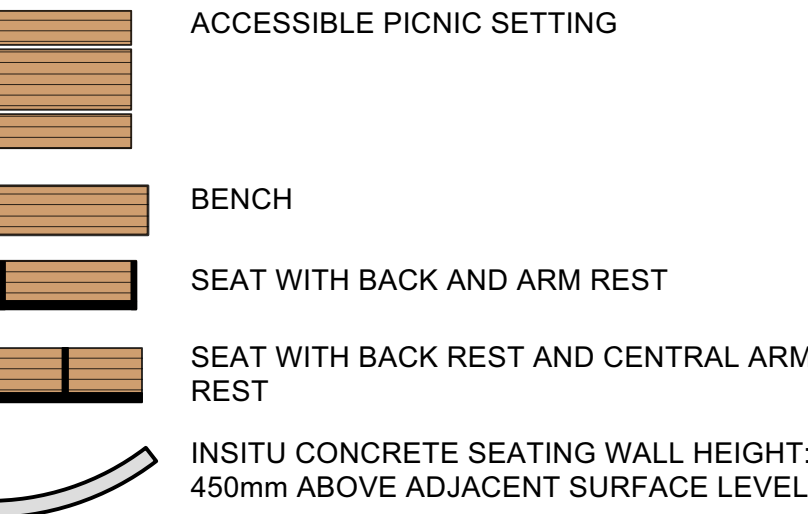 ACCESSIBLE PICNIC SETTING
BENCH
SEAT WITH BACK AND ARM REST
SEAT WITH BACK REST AND CENTRAL ARM
REST
INSITU CONCRETE SEATING WALL HEIGHT:
450mm ABOVE ADJACENT SURFACE LEVEL